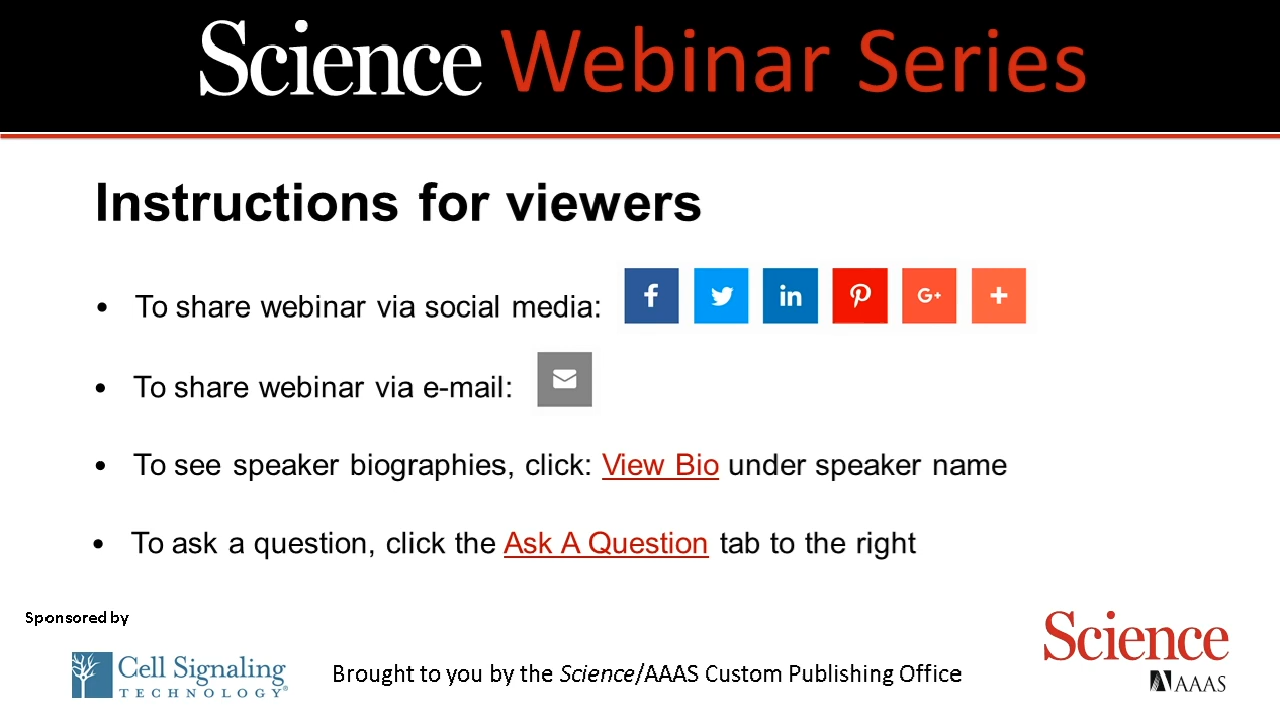 Science Webinar Series
Instructions for viewers
• To share webinar via social media: f in G+ +
• To share webinar via e-mail:
• To see speaker biographies, click: View Bio under speaker name
• To ask a question, click the Ask A Question tab to the right
Sponsored by
Cell Signaling
TECHNOLOGY®
Brought to you by the Science/AAAS Custom Publishing Office
Science
AAAS